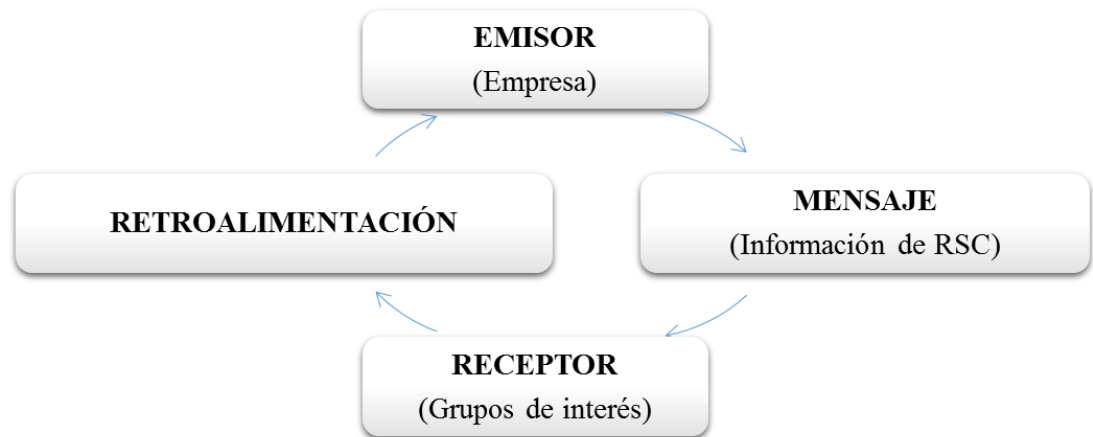 EMISOR
(Empresa)
MENSAJE
(Información de RSC)
RETROALIMENTACIÓN
RECEPTOR
(Grupos de interés)